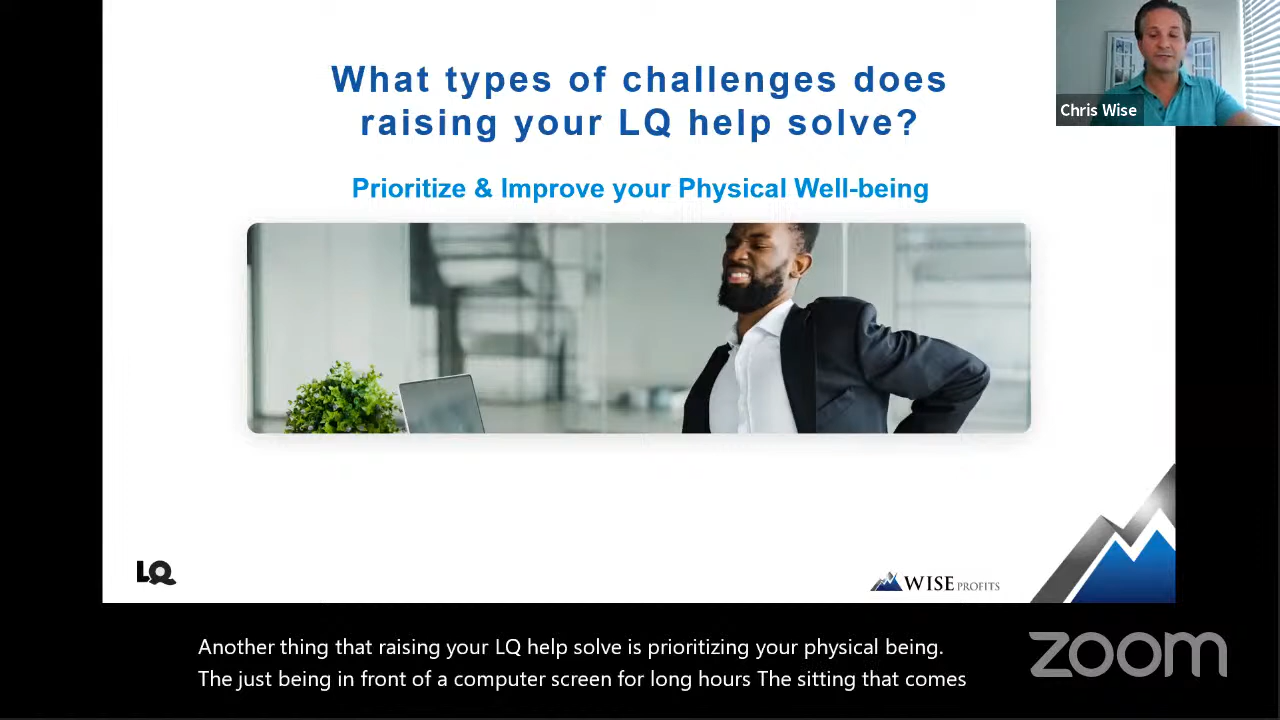 What types of challenges does
raising your LQ help solve?
Chris Wise
Prioritize & Improve your Physical Well-being
LQ
WISE PROFITS
Another thing that raising your LQ help solve is prioritizing your physical being.
The just being in front of a computer screen for long hours The sitting that comes
zoom